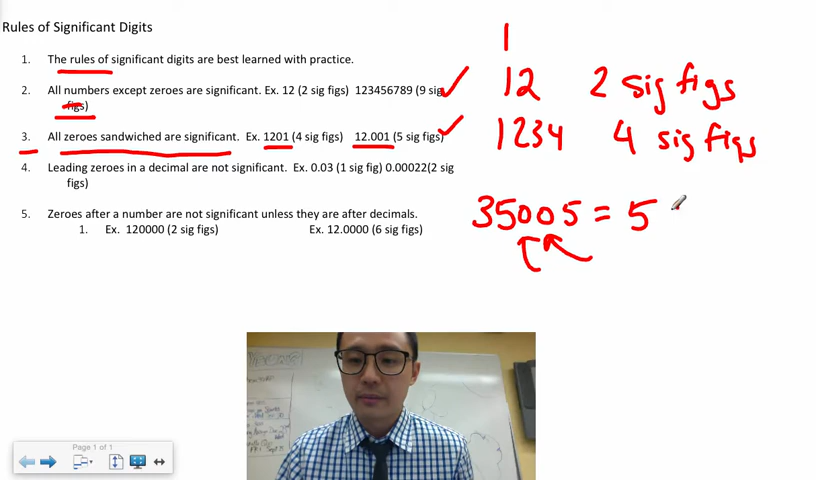 Rules of Significant Digits
1. The rules of significant digits are best learned with practice.
2. All numbers except zeroes are significant. Ex. 12 (2 sig figs) 123456789 (9 sig
figs)
3. All zeroes sandwiched are significant. Ex. 1201 (4 sig figs) 12.001 (5 sig figs)
4. Leading zeroes in a decimal are not significant. Ex. 0.03 (1 sig fig) 0.00022(2 sig
figs)
5. Zeroes after a number are not significant unless they are after decimals.
1. Ex. 120000 (2 sig figs) Ex. 12.0000 (6 sig figs)
1
12 2 sig figs
1234 4 sig figs
35005 = 5
Page 1 of 1